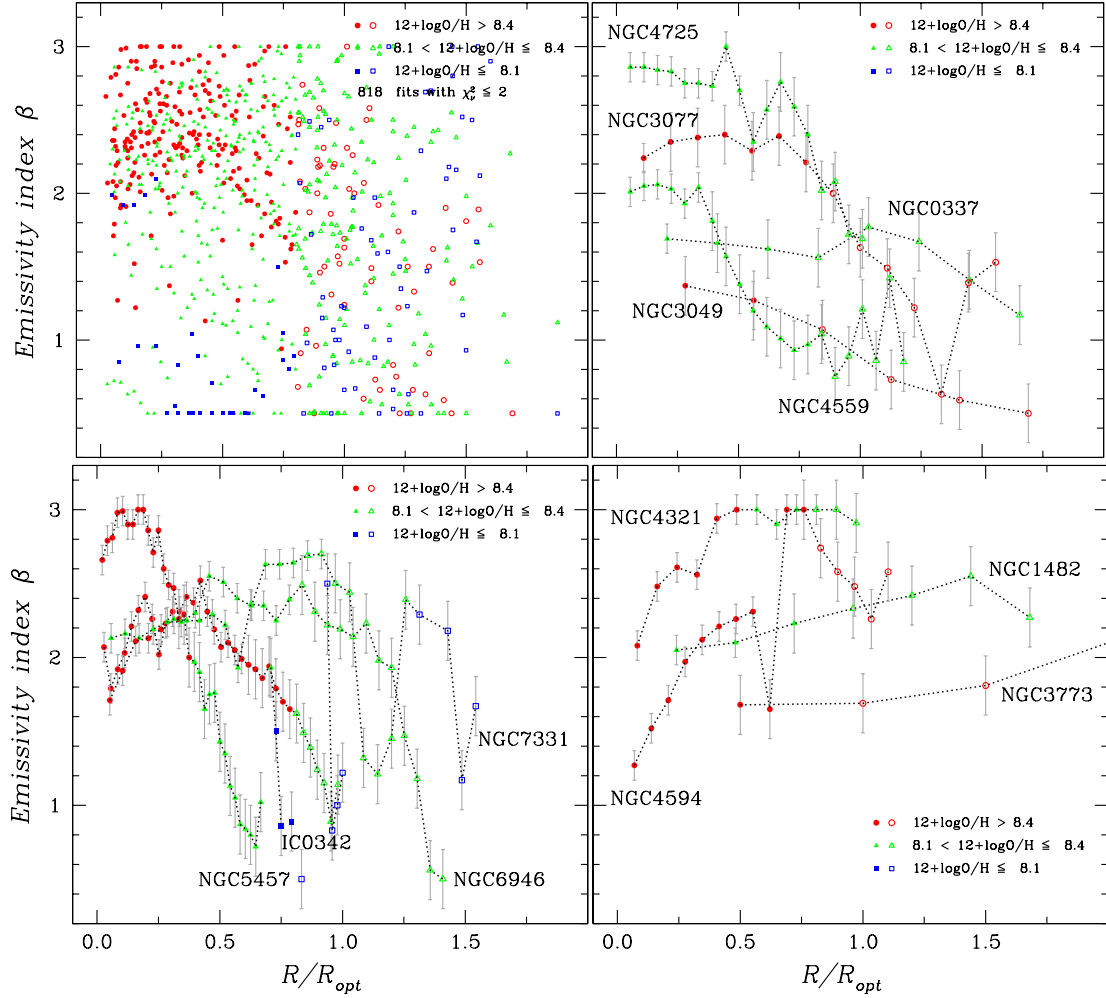 12+logO/H > 8.4
8.1 < 12+logO/H ≤ 8.4
12+logO/H ≤ 8.1
818 fits with χ²ᵥ ≤ 2
3
2
1
Emissivity index β
12+logO/H > 8.4
8.1 < 12+logO/H ≤ 8.4
12+logO/H ≤ 8.1
NGC4725
NGC3077
NGC0337
NGC3049
NGC4559
12+logO/H > 8.4
8.1 < 12+logO/H ≤ 8.4
12+logO/H ≤ 8.1
3
2
1
Emissivity index β
NGC7331
IC0342
NGC5457
NGC6946
0.0
0.5
1.0
1.5
R/Ropt
NGC4321
NGC1482
NGC3773
NGC4594
12+logO/H > 8.4
8.1 < 12+logO/H ≤ 8.4
12+logO/H ≤ 8.1
0.0
0.5
1.0
1.5
R/Ropt